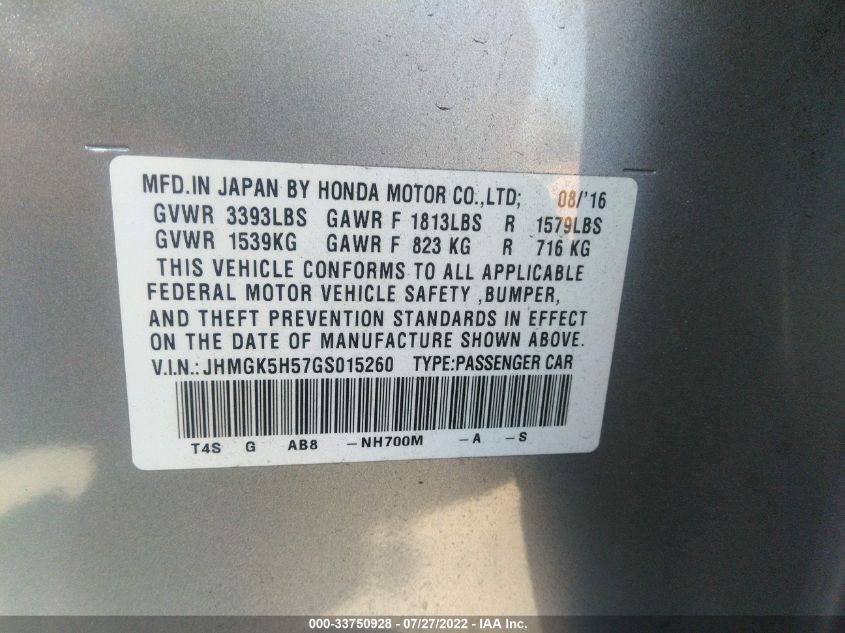 MFD.IN JAPAN BY HONDA MOTOR CO.,LTD; 08/'16
GVWR 3393LBS GAWR F 1813LBS R 1579LBS
GVWR 1539KG GAWR F 823 KG R 716 KG
THIS VEHICLE CONFORMS TO ALL APPLICABLE
FEDERAL MOTOR VEHICLE SAFETY ,BUMPER,
AND THEFT PREVENTION STANDARDS IN EFFECT
ON THE DATE OF MANUFACTURE SHOWN ABOVE.
V.I.N.:JHMGK5H57GS015260 TYPE:PASSENGER CAR
T4S G AB8 -NH700M -A -S
000-33750928 - 07/27/2022 - IAA Inc.